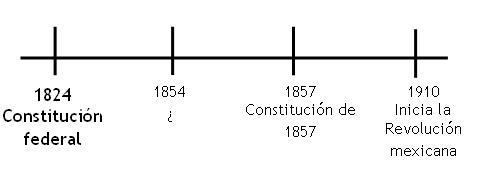 1824
Constitución
federal
1854
¿
1857
Constitución de
1857
1910
Inicia la
Revolución
mexicana